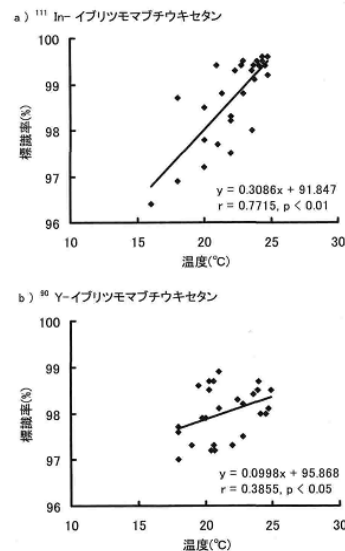 a ) ¹¹¹ In- イブリツモマブチウキセタン
100
99
98
97
96
標識率(%)
y = 0.3086x + 91.847
r = 0.7715, p < 0.01
10 15 20 25 30
温度(℃)
b ) ⁹⁰ Y-イブリツモマブチウキセタン
100
99
98
97
96
標識率(%)
y = 0.0998x + 95.868
r = 0.3855, p < 0.05
10 15 20 25 30
温度(℃)